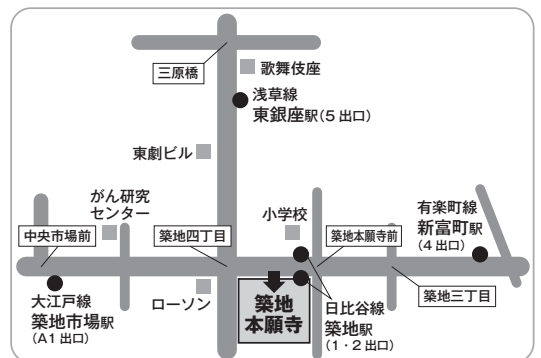 三原橋
歌舞伎座
浅草線
東銀座駅(5出口)
東劇ビル
がん研究
センター
小学校
有楽町線
新富町駅
(4出口)
中央市場前
築地四丁目
築地本願寺前
大江戸線
築地市場駅
(A1出口)
ローソン
築地
本願寺
日比谷線
築地駅
(1・2出口)
築地三丁目